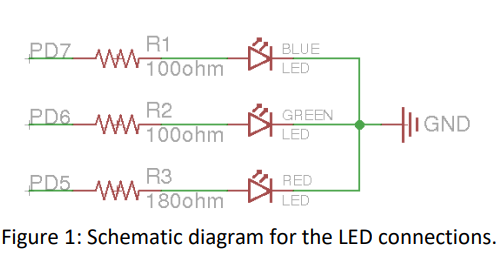 PD7 R1 100ohm BLUE LED
PD6 R2 100ohm GREEN LED
GND
PD5 R3 180ohm RED LED
Figure 1: Schematic diagram for the LED connections.